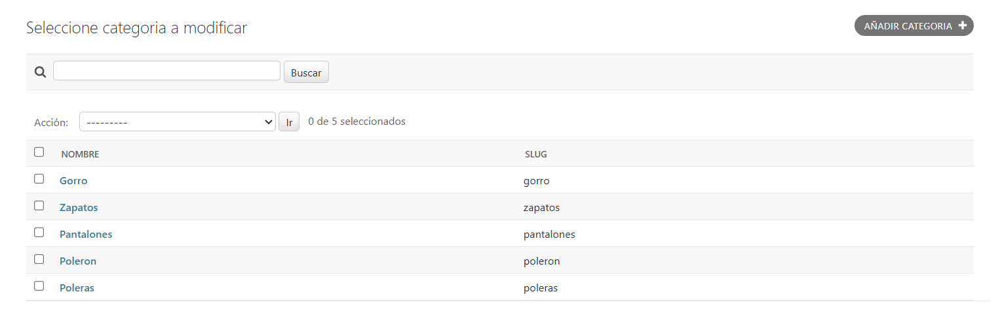 Seleccione categoria a modificar
AÑADIR CATEGORIA
Buscar
Acción: --------- Ir 0 de 5 seleccionados
NOMBRE SLUG
Gorro gorro
Zapatos zapatos
Pantalones pantalones
Poleron poleron
Poleras poleras